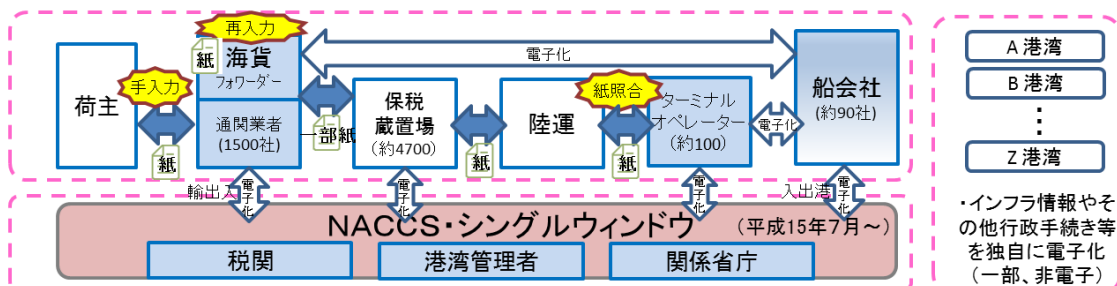 再入力
海貨
フォワーダー
紙
電子化
手入力
荷主
紙
通関業者
(1500社)
一部紙
保税
蔵置場
(約4700)
紙
陸運
紙照合
紙
ターミナル
オペレーター
(約100)
電子化
船会社
(約90社)
輸出入
電子化
電子化
電子化
入出港
電子化
NACCS・シングルウィンドウ (平成15年7月～)
税関
港湾管理者
関係省庁
A 港湾
B 港湾
・
・
・
Z 港湾
・インフラ情報やそ
の他行政手続き等
を独自に電子化
(一部、非電子)